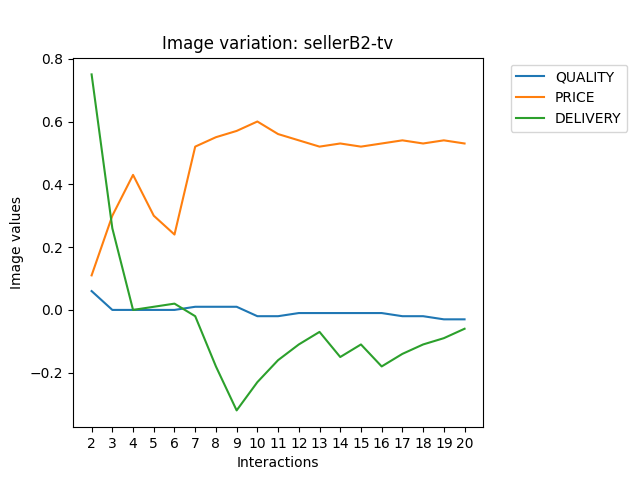 Image variation: sellerB2-tv
QUALITY
PRICE
DELIVERY
0.8
0.6
0.4
0.2
0.0
−0.2
Image values
2 3 4 5 6 7 8 9 10 11 12 13 14 15 16 17 18 19 20
Interactions